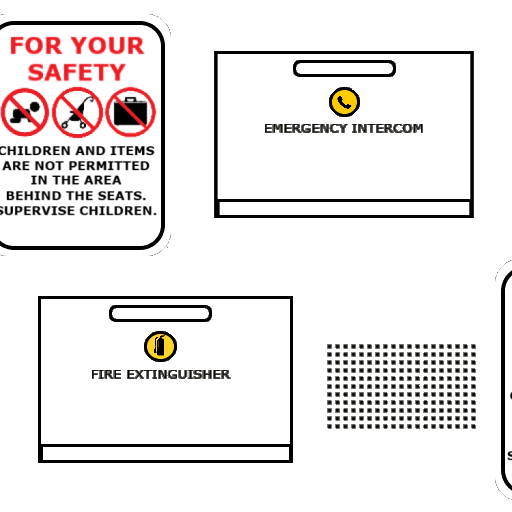 FOR YOUR
SAFETY
CHILDREN AND ITEMS
ARE NOT PERMITTED
IN THE AREA
BEHIND THE SEATS.
SUPERVISE CHILDREN.
EMERGENCY INTERCOM
FIRE EXTINGUISHER